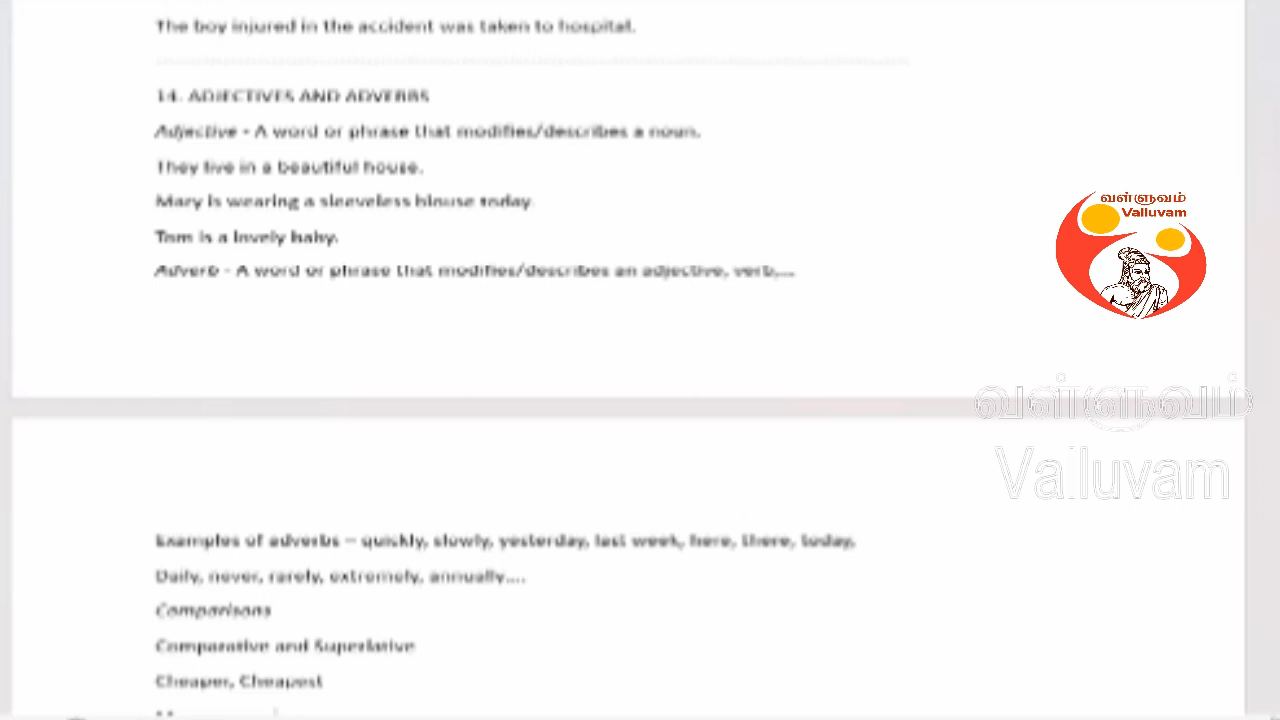 The boy injured in the accident was taken to hospital.
14. ADJECTIVES AND ADVERBS
Adjective - A word or phrase that modifies/describes a noun.
They live in a beautiful house.
Mary is wearing a sleeveless blouse today.
Tom is a lovely baby.
Adverb - A word or phrase that modifies/describes an adjective, verb,...
வள்ளுவம்
Valluvam
வள்ளுவம்
Valluvam
Examples of adverbs – quickly, slowly, yesterday, last week, here, there, today,
Daily, never, rarely, extremely, annually....
Comparisons
Comparative and Superlative
Cheaper, Cheapest